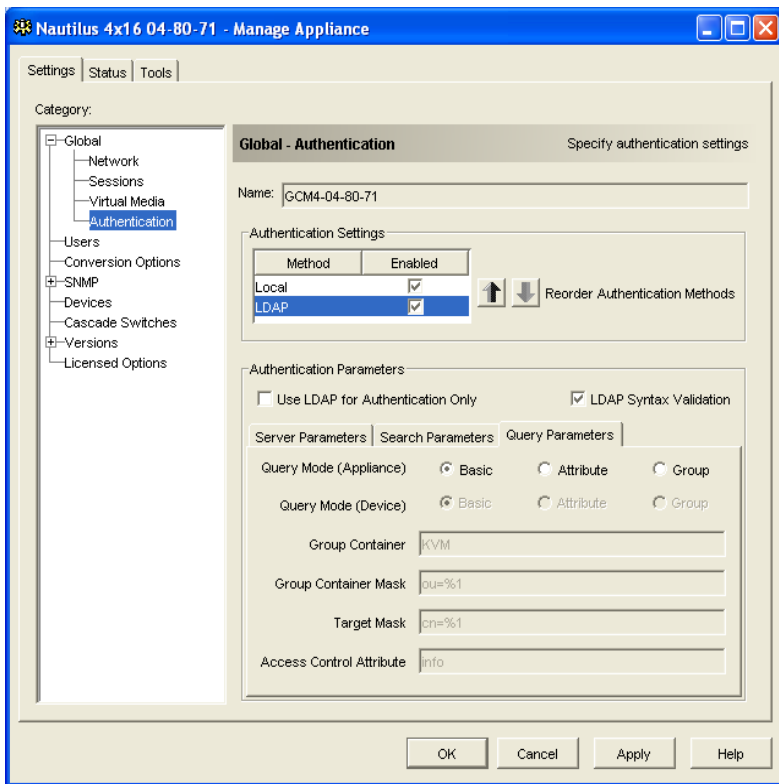 Nautilus 4x16 04-80-71 - Manage Appliance
Settings Status Tools
Category:
Global
Network
Sessions
Virtual Media
Authentication
Users
Conversion Options
SNMP
Devices
Cascade Switches
Versions
Licensed Options
Global - Authentication Specify authentication settings
Name: GCM4-04-80-71
Authentication Settings
Method Enabled
Local
LDAP
Reorder Authentication Methods
Authentication Parameters
Use LDAP for Authentication Only LDAP Syntax Validation
Server Parameters Search Parameters Query Parameters
Query Mode (Appliance) Basic Attribute Group
Query Mode (Device) Basic Attribute Group
Group Container KVM
Group Container Mask ou=%1
Target Mask cn=%1
Access Control Attribute info
OK Cancel Apply Help